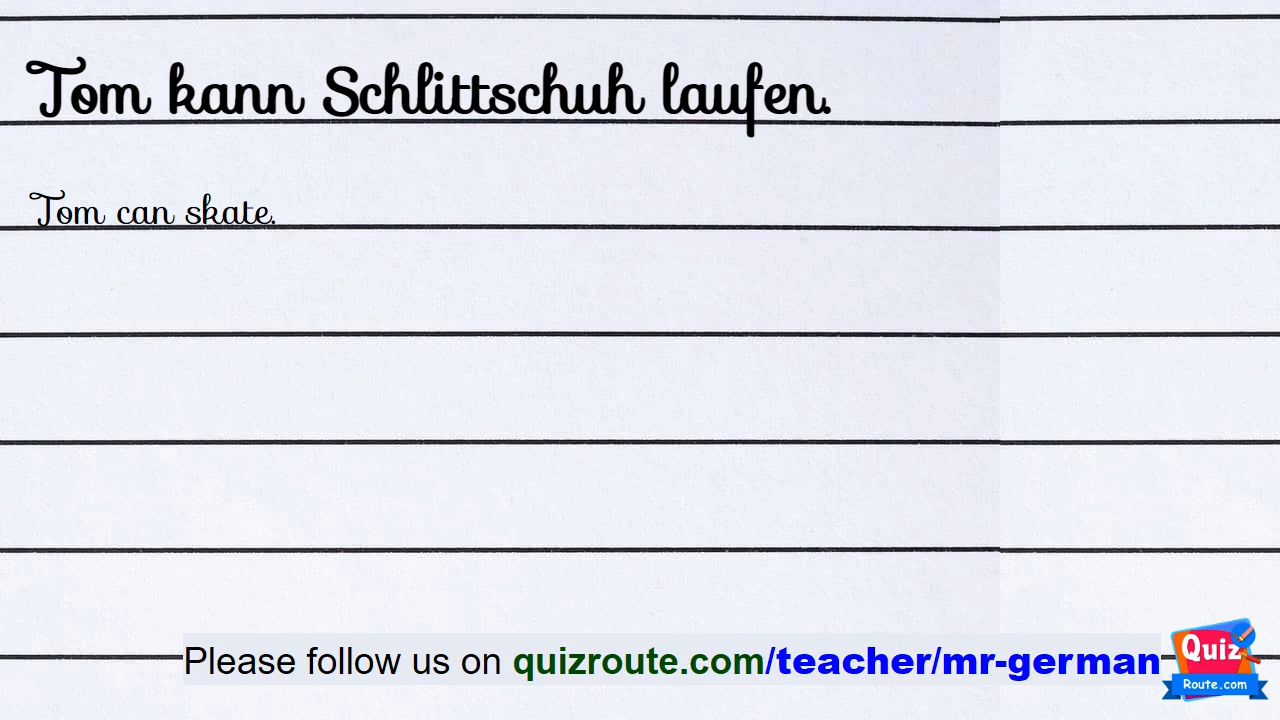 Tom kann Schlittschuh laufen.
Tom can skate.
Please follow us on quizroute.com/teacher/mr-german
Quiz
Route.com